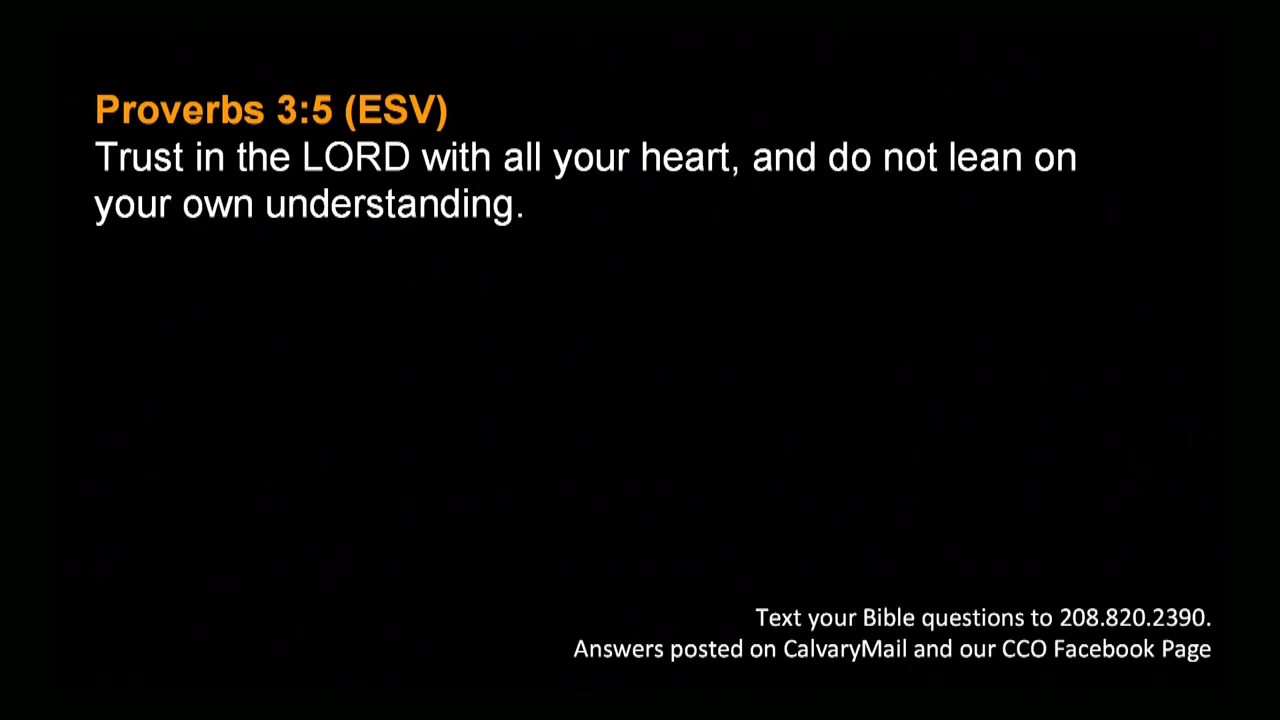 Proverbs 3:5 (ESV)
Trust in the LORD with all your heart, and do not lean on
your own understanding.
Text your Bible questions to 208.820.2390.
Answers posted on CalvaryMail and our CCO Facebook Page